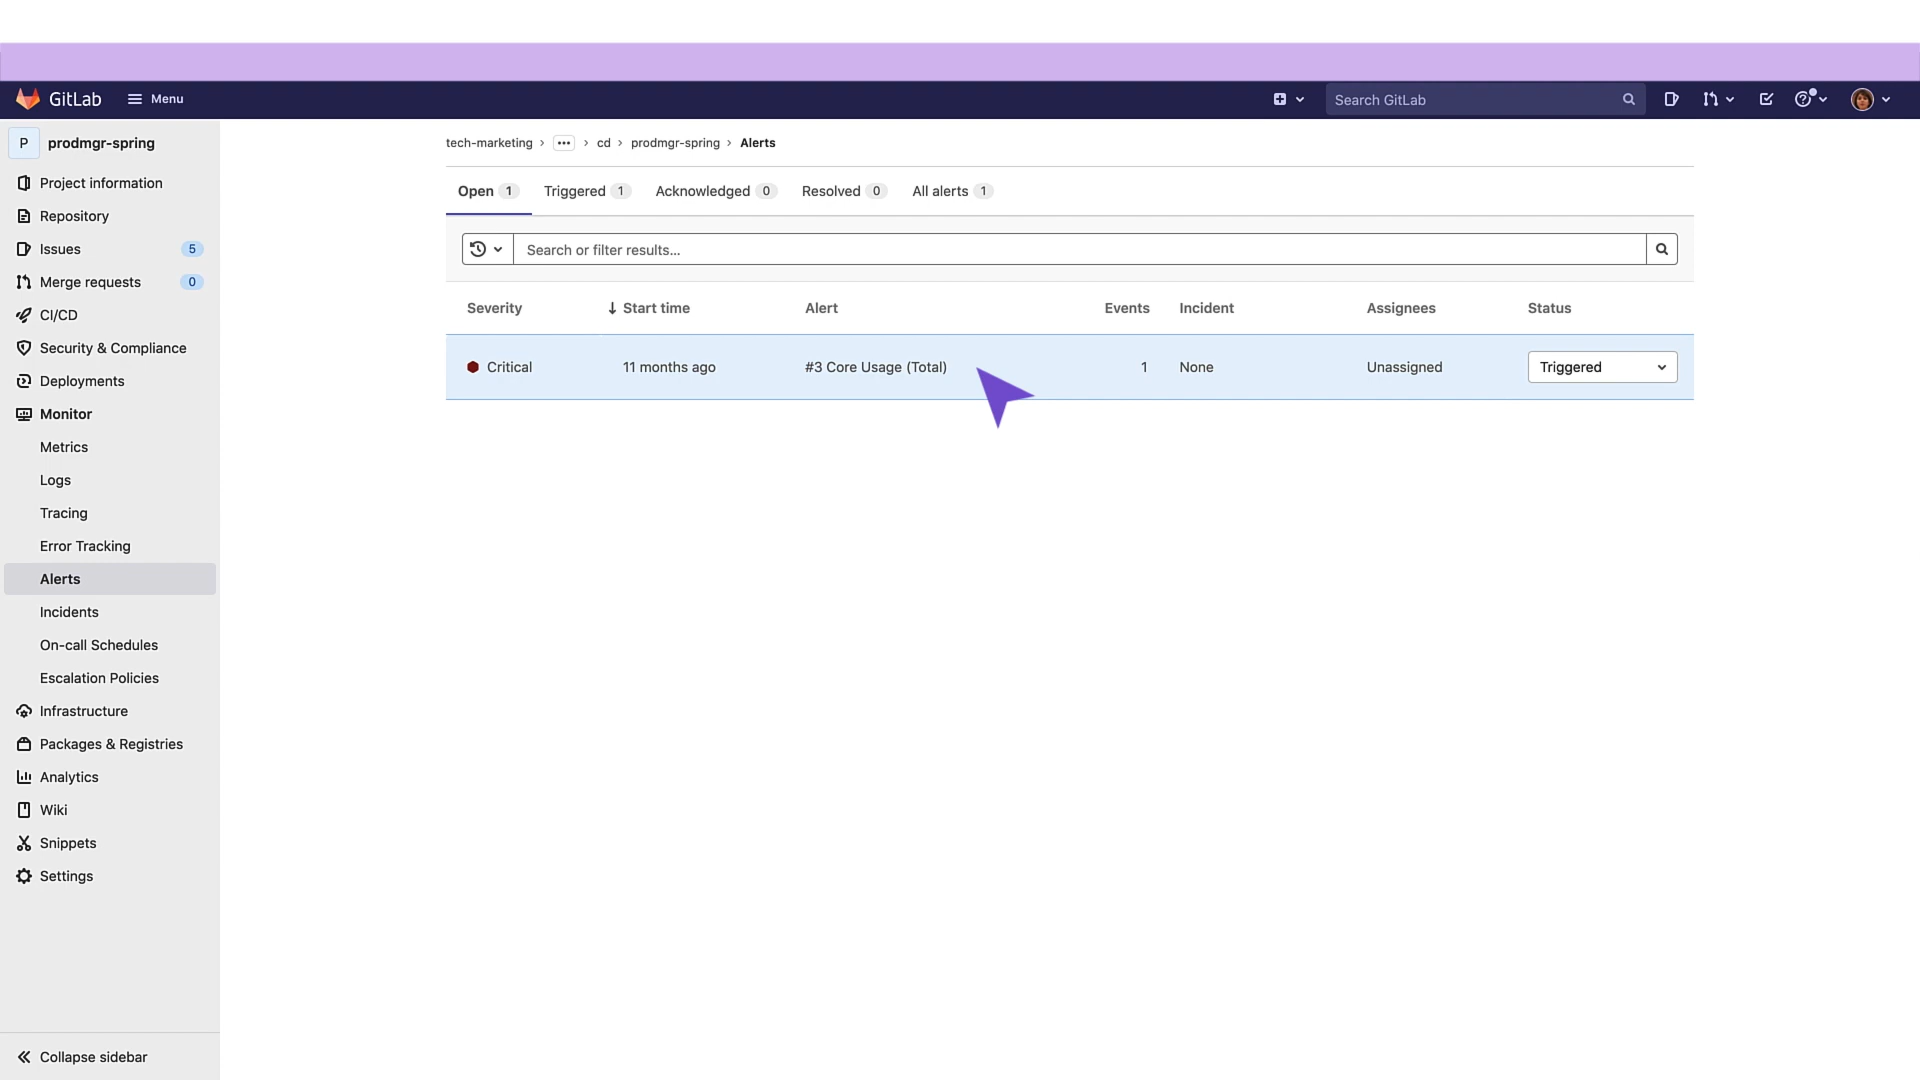 GitLab
Menu
Search GitLab
P prodmgr-spring
Project information
Repository
Issues 5
Merge requests 0
CI/CD
Security & Compliance
Deployments
Monitor
Metrics
Logs
Tracing
Error Tracking
Alerts
Incidents
On-call Schedules
Escalation Policies
Infrastructure
Packages & Registries
Analytics
Wiki
Snippets
Settings
Collapse sidebar
tech-marketing › ••• › cd › prodmgr-spring › Alerts
Open 1 Triggered 1 Acknowledged 0 Resolved 0 All alerts 1
Search or filter results...
Severity ↓ Start time Alert Events Incident Assignees Status
Critical 11 months ago #3 Core Usage (Total) 1 None Unassigned Triggered